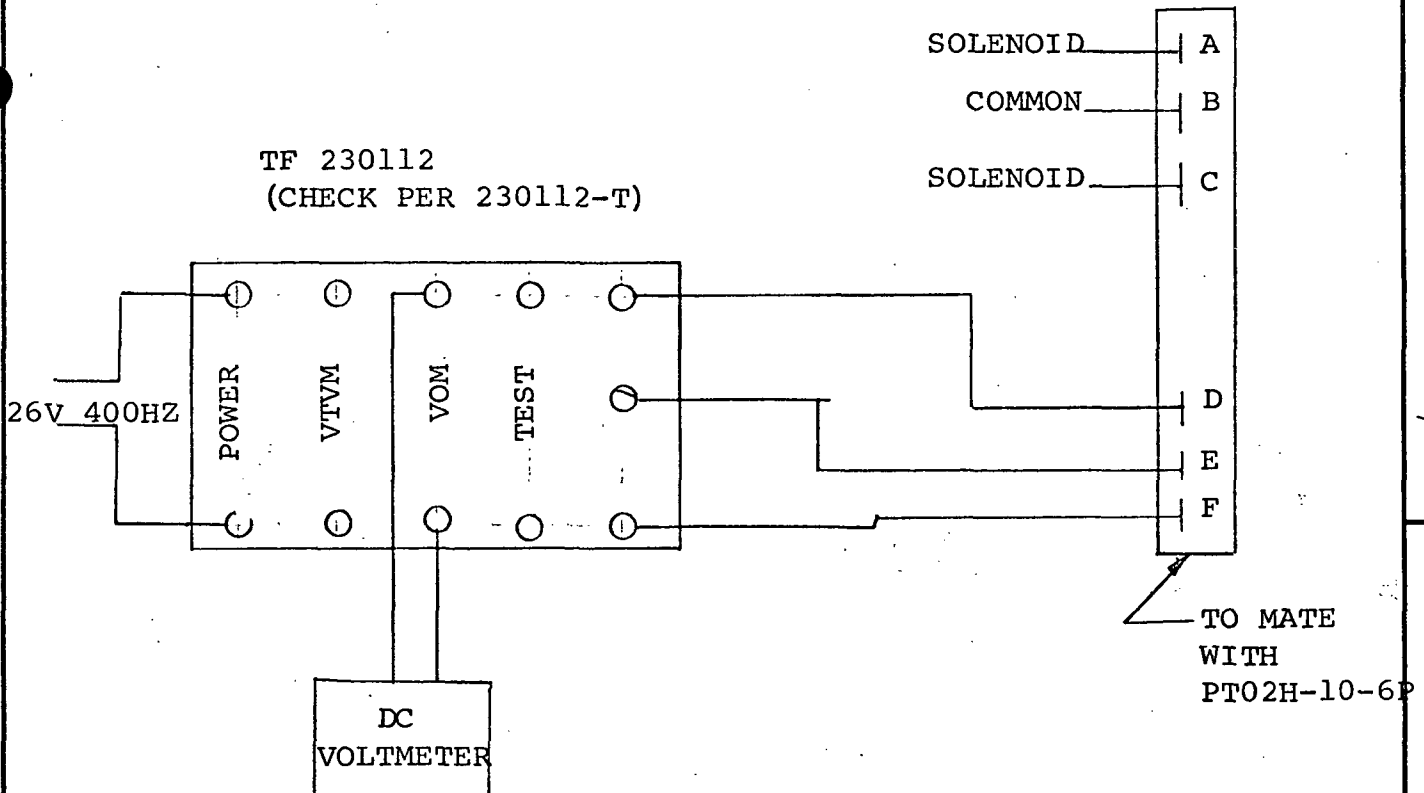 SOLENOID
A
COMMON
B
SOLENOID
C
TF 230112
(CHECK PER 230112-T)
26V 400HZ
POWER
VTVM
VOM
TEST
D
E
F
TO MATE
WITH
PT02H-10-6P
DC
VOLTMETER